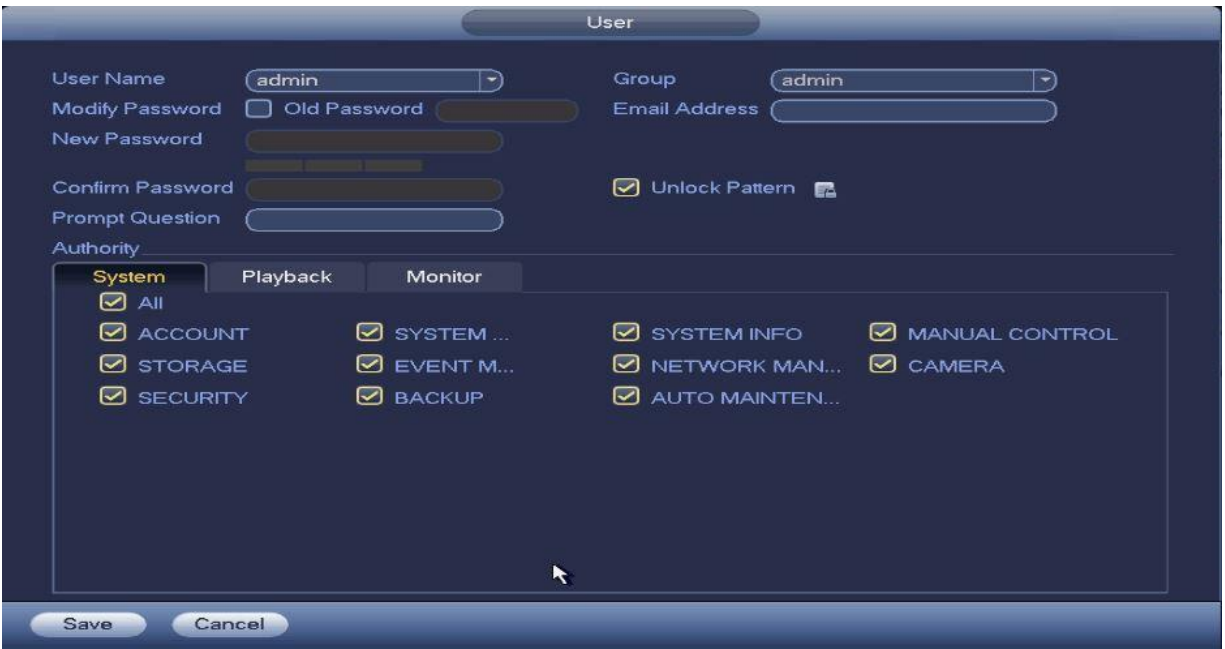 User
User Name admin Group admin
Modify Password Old Password Email Address
New Password
Confirm Password Unlock Pattern
Prompt Question
Authority
System Playback Monitor
All
ACCOUNT SYSTEM ... SYSTEM INFO MANUAL CONTROL
STORAGE EVENT M... NETWORK MAN... CAMERA
SECURITY BACKUP AUTO MAINTEN...
Save Cancel